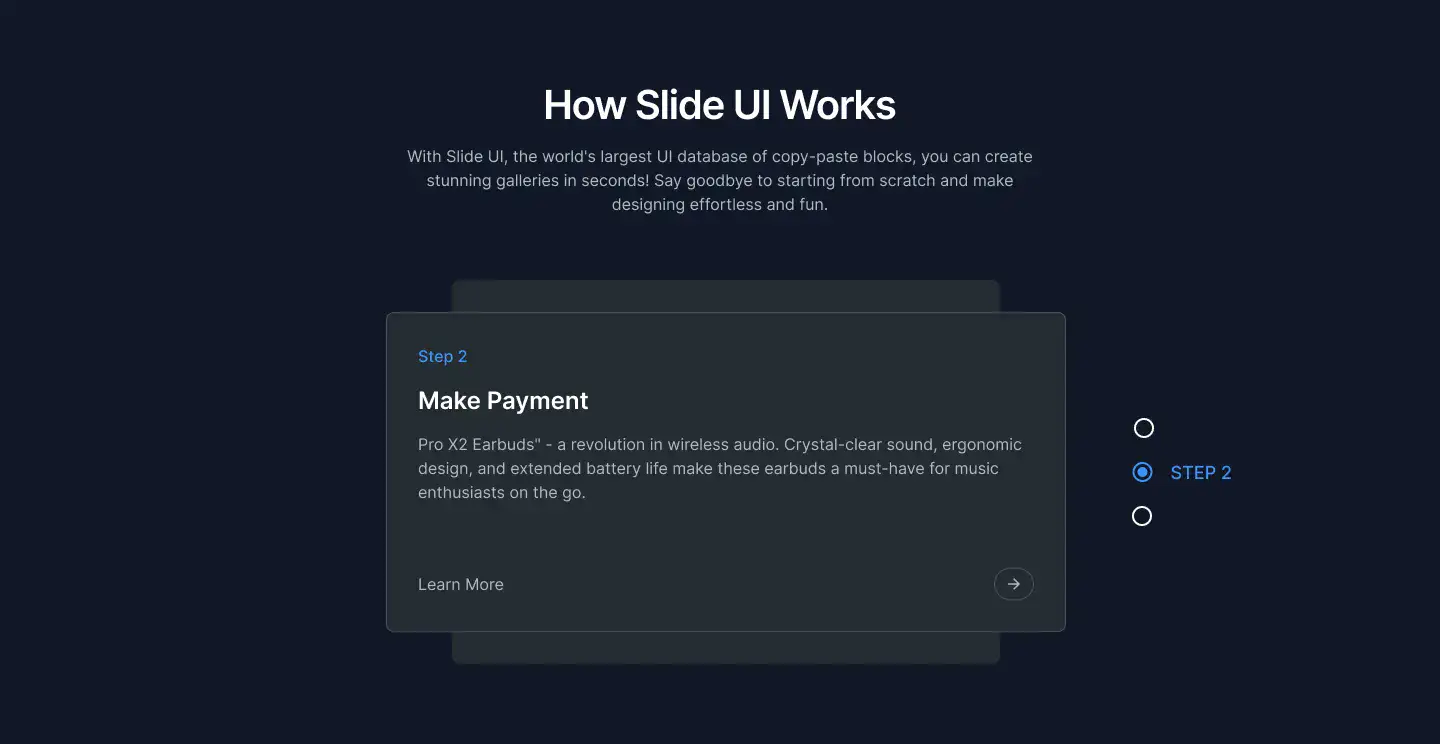 How Slide UI Works
With Slide UI, the world's largest UI database of copy-paste blocks, you can create
stunning galleries in seconds! Say goodbye to starting from scratch and make
designing effortless and fun.
Step 2
Make Payment
Pro X2 Earbuds" - a revolution in wireless audio. Crystal-clear sound, ergonomic
design, and extended battery life make these earbuds a must-have for music
enthusiasts on the go.
Learn More
STEP 2